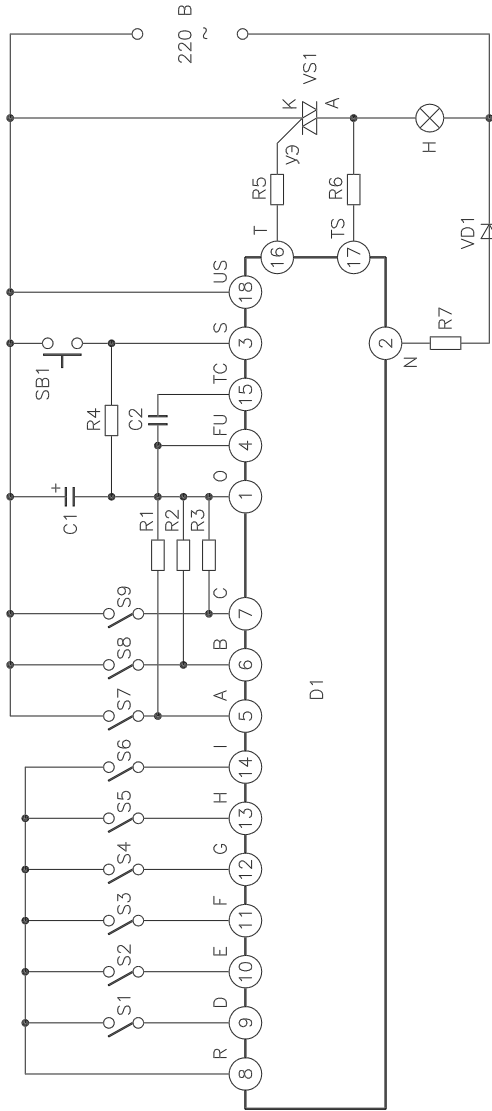 220 В
~
VS1
К
А
УЭ
H
R5
R6
T
TS
16
17
VD1
R7
N
2
US
18
S
3
SB1
R4
TC
15
C2
FU
4
O
1
+
C1
R1
R2
R3
S9
C
7
S8
B
6
S7
A
5
S6
I
14
S5
H
13
S4
G
12
S3
F
11
S2
E
10
S1
D
9
R
8
D1